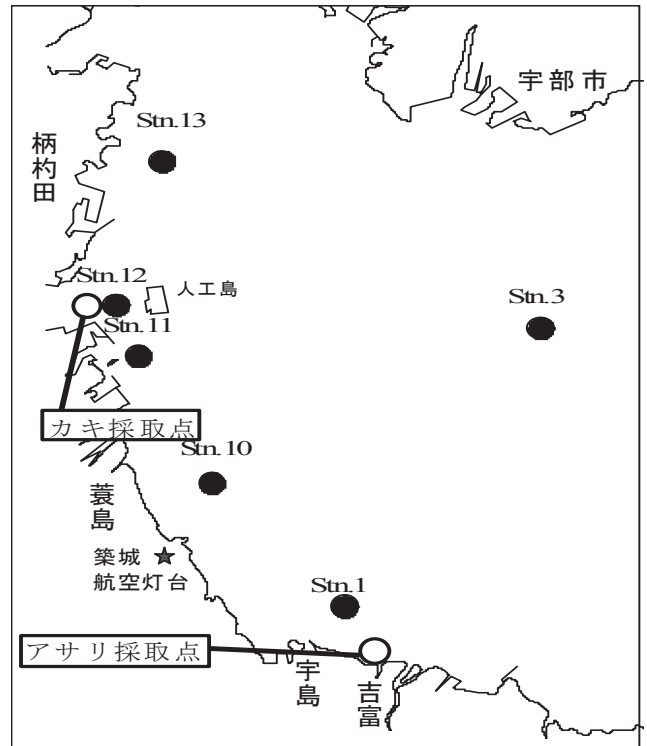 宇部市
Stn.13
柄杓田
Stn.12
人工島
Stn.3
Stn.11
カキ採取点
Stn.10
蓑島
築城
航空灯台
Stn.1
アサリ採取点
宇島
吉富